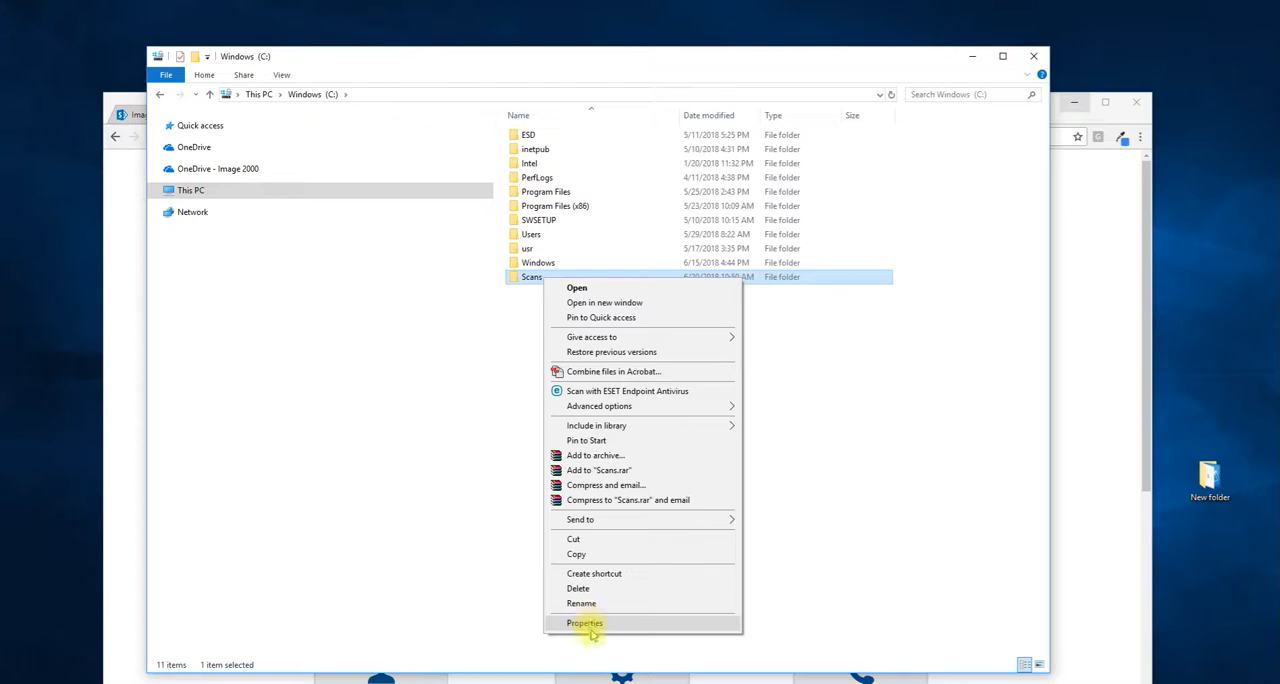 Windows (C:)
File Home Share View
This PC > Windows (C:) >
Search Windows (C:)
Ima
Quick access
OneDrive
OneDrive - Image 2000
This PC
Network
Name Date modified Type Size
ESD 5/11/2018 5:25 PM File folder
inetpub 5/10/2018 4:31 PM File folder
Intel 1/20/2018 11:32 PM File folder
PerfLogs 4/11/2018 4:38 PM File folder
Program Files 5/25/2018 2:43 PM File folder
Program Files (x86) 5/23/2018 10:09 AM File folder
SWSETUP 5/10/2018 10:15 AM File folder
Users 5/29/2018 8:22 AM File folder
usr 5/17/2018 3:35 PM File folder
Windows 6/15/2018 4:44 PM File folder
Scans 6/20/2018 10:50 AM File folder
Open
Open in new window
Pin to Quick access
Give access to
Restore previous versions
Combine files in Acrobat...
Scan with ESET Endpoint Antivirus
Advanced options
Include in library
Pin to Start
Add to archive...
Add to "Scans.rar"
Compress and email...
Compress to "Scans.rar" and email
Send to
Cut
Copy
Create shortcut
Delete
Rename
Properties
New folder
11 items 1 item selected